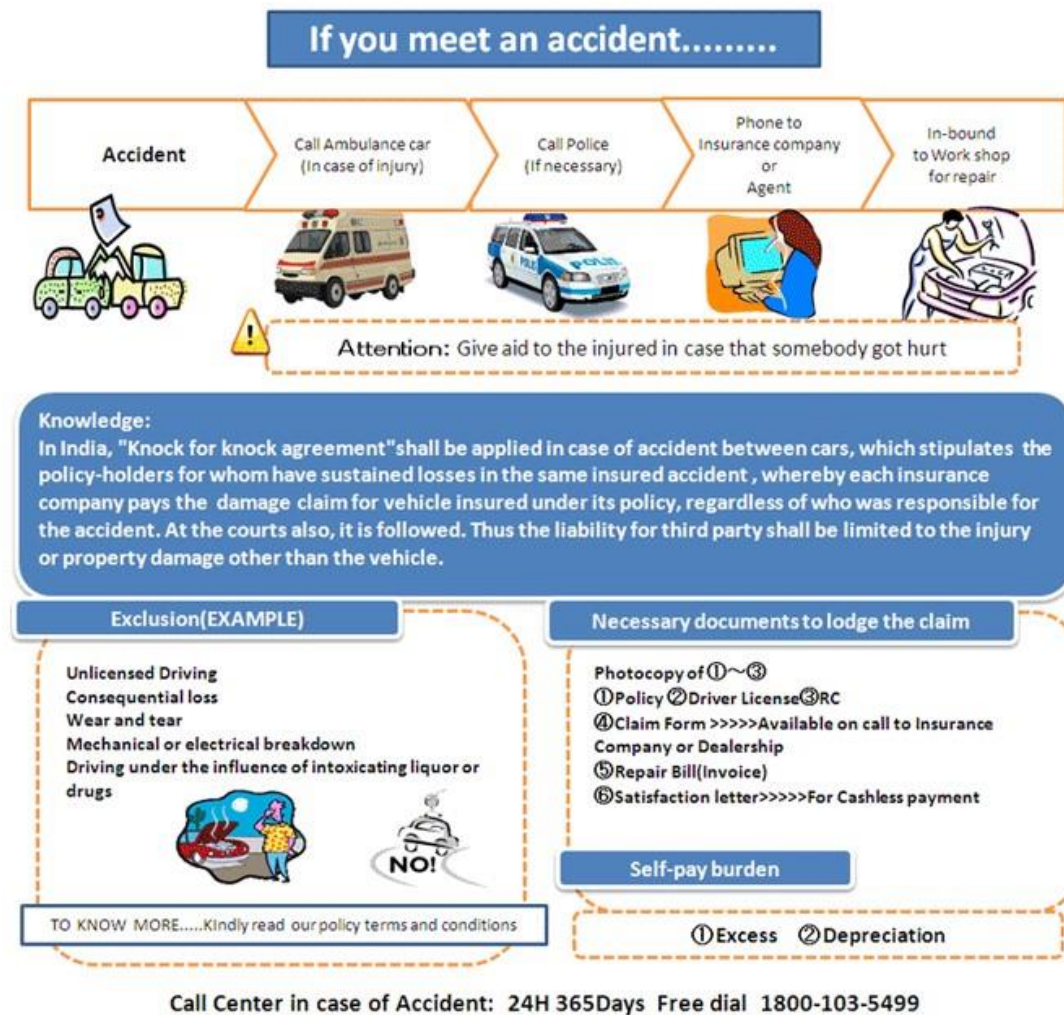 If you meet an accident.........
Accident
Call Ambulance car
(In case of injury)
Call Police
(If necessary)
Phone to
Insurance company
or
Agent
In-bound
to Work shop
for repair
POLIS
Attention: Give aid to the injured in case that somebody got hurt
Knowledge:
In India, "Knock for knock agreement"shall be applied in case of accident between cars, which stipulates the
policy-holders for whom have sustained losses in the same insured accident , whereby each insurance
company pays the damage claim for vehicle insured under its policy, regardless of who was responsible for
the accident. At the courts also, it is followed. Thus the liability for third party shall be limited to the injury
or property damage other than the vehicle.
Exclusion(EXAMPLE)
Unlicensed Driving
Consequential loss
Wear and tear
Mechanical or electrical breakdown
Driving under the influence of intoxicating liquor or
drugs
NO!
TO KNOW MORE.....KIndly read our policy terms and conditions
Necessary documents to lodge the claim
Photocopy of ①～③
①Policy ②Driver License③RC
④Claim Form >>>>>Available on call to Insurance
Company or Dealership
⑤Repair Bill(Invoice)
⑥Satisfaction letter>>>>>For Cashless payment
Self-pay burden
①Excess ②Depreciation
Call Center in case of Accident: 24H 365Days Free dial 1800-103-5499